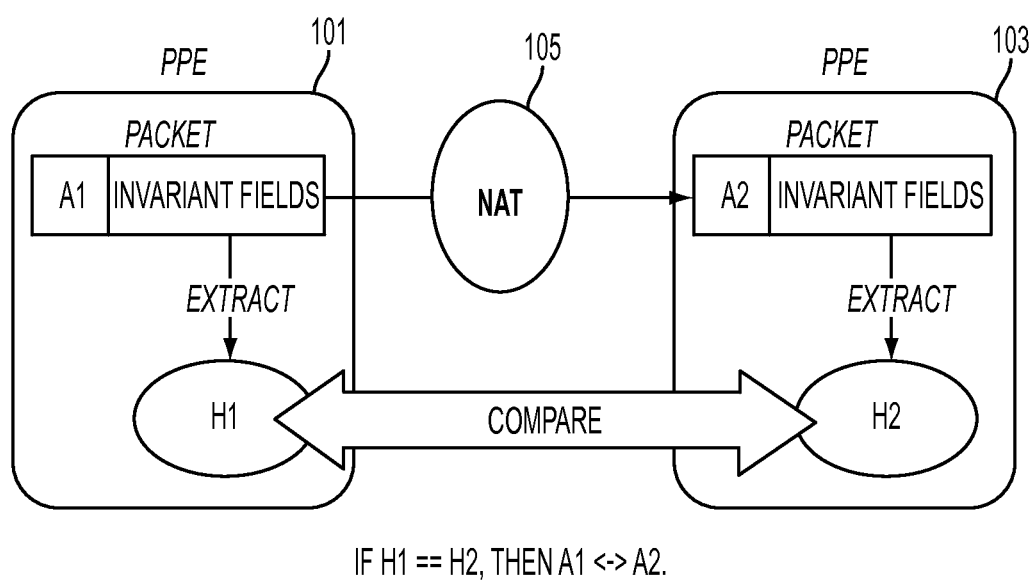 101
105
103
PPE
PPE
PACKET
PACKET
A1 INVARIANT FIELDS
NAT
A2 INVARIANT FIELDS
EXTRACT
EXTRACT
H1
COMPARE
H2
IF H1 == H2, THEN A1 <-> A2.